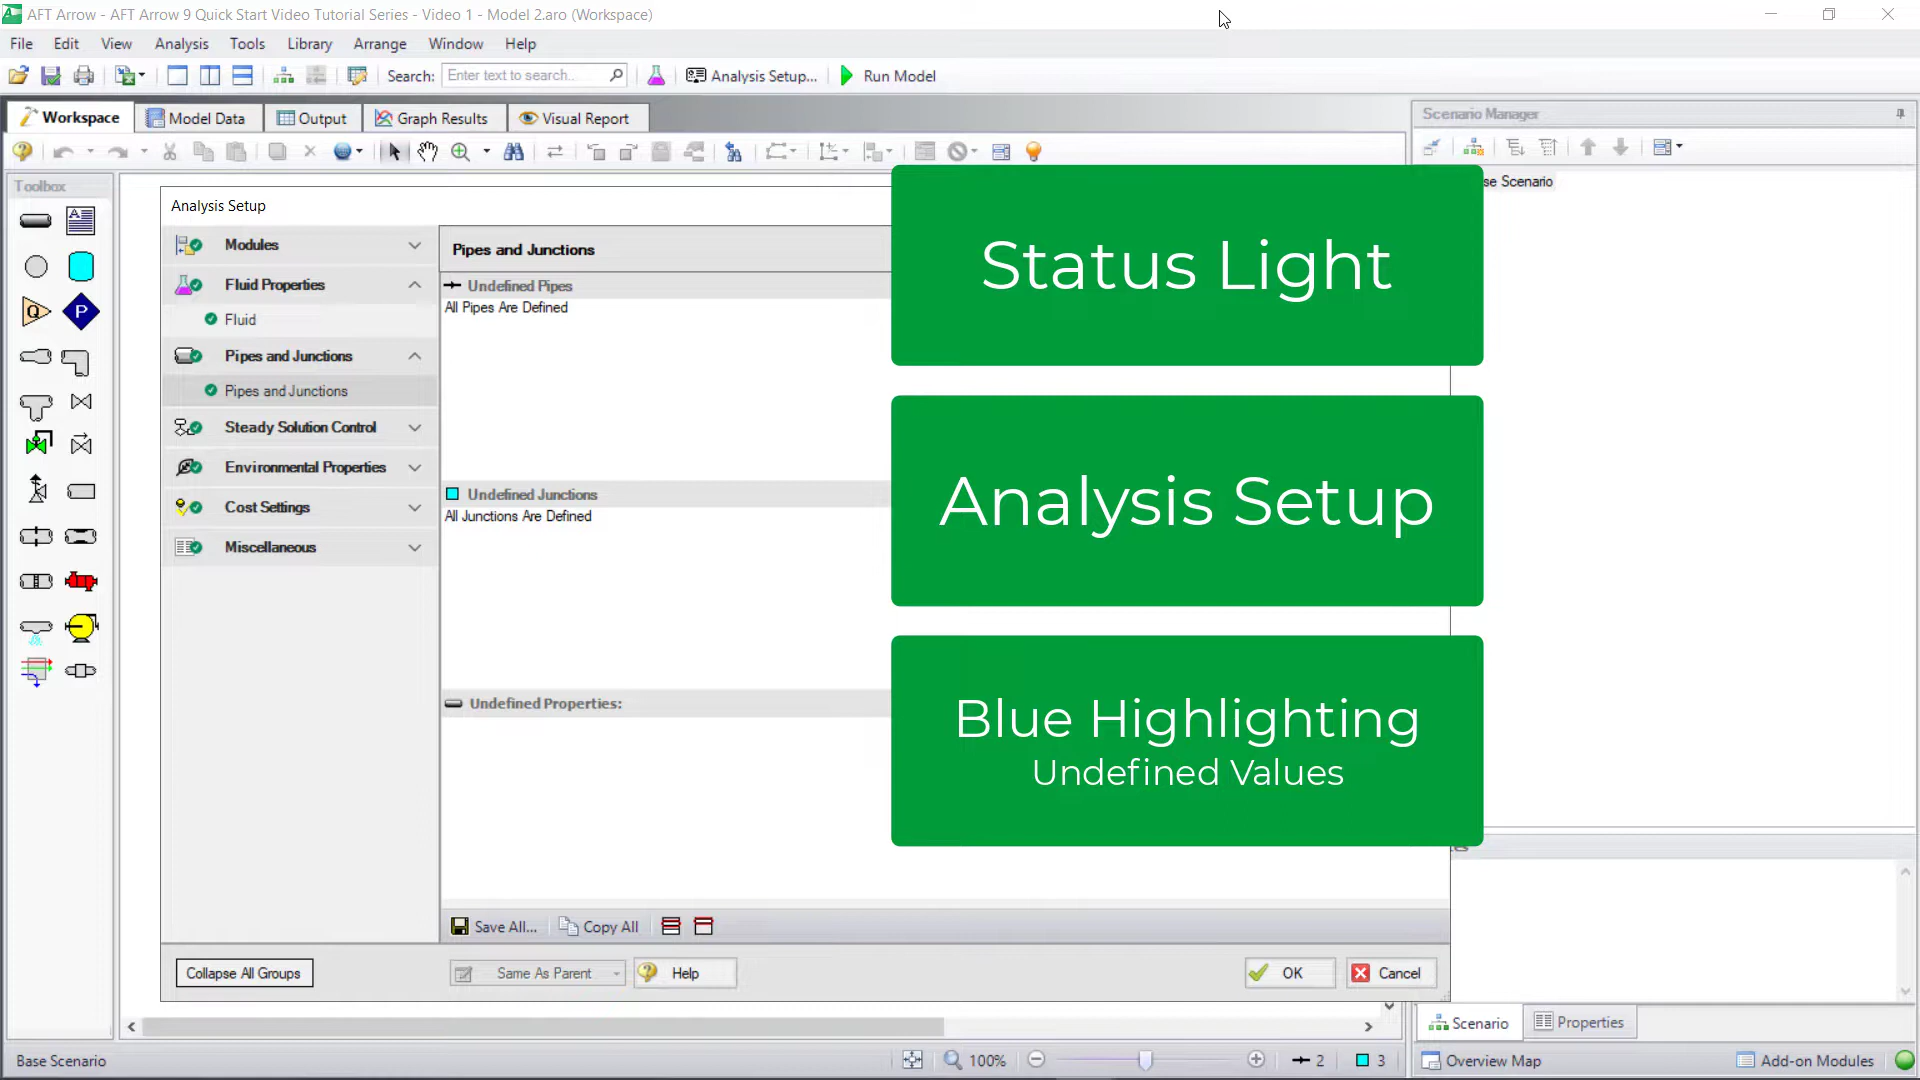 AFT Arrow - AFT Arrow 9 Quick Start Video Tutorial Series - Video 1 - Model 2.aro (Workspace)
File Edit View Analysis Tools Library Arrange Window Help
Search: Enter text to search.. Analysis Setup... Run Model
Workspace Model Data Output Graph Results Visual Report
Scenario Manager
Toolbox
se Scenario
Analysis Setup
Modules
Fluid Properties
Fluid
Pipes and Junctions
Pipes and Junctions
Steady Solution Control
Environmental Properties
Cost Settings
Miscellaneous
Pipes and Junctions
Undefined Pipes
All Pipes Are Defined
Undefined Junctions
All Junctions Are Defined
Undefined Properties:
Status Light
Analysis Setup
Blue Highlighting
Undefined Values
A
Q
P
Save All... Copy All
Collapse All Groups Same As Parent Help OK Cancel
Scenario Properties
Base Scenario 100% 2 3 Overview Map Add-on Modules